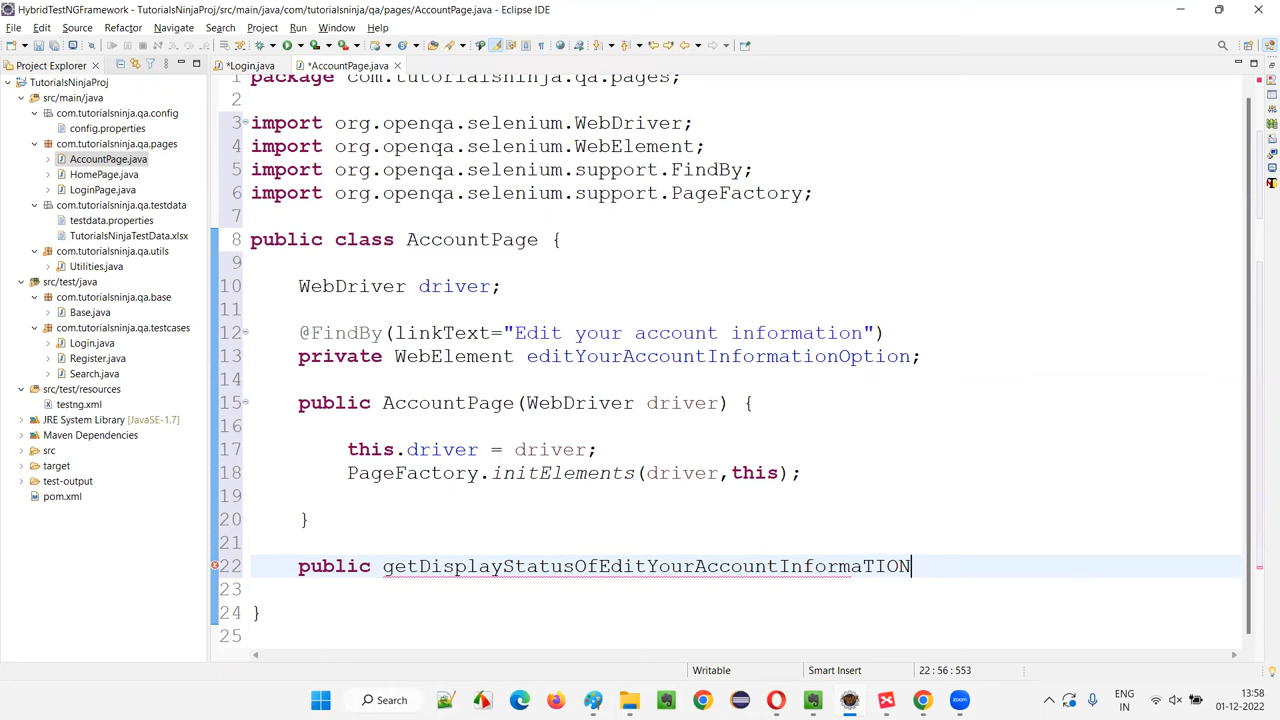 HybridTestNGFramework - TutorialsNinjaProj/src/main/java/com/tutorialsninja/qa/pages/AccountPage.java - Eclipse IDE
File Edit Source Refactor Navigate Search Project Run Window Help
Project Explorer
*Login.java
*AccountPage.java
TutorialsNinjaProj
src/main/java
com.tutorialsninja.qa.config
config.properties
com.tutorialsninja.qa.pages
AccountPage.java
HomePage.java
LoginPage.java
com.tutorialsninja.qa.testdata
testdata.properties
TutorialsNinjaTestData.xlsx
com.tutorialsninja.qa.utils
Utilities.java
src/test/java
com.tutorialsninja.qa.base
Base.java
com.tutorialsninja.qa.testcases
Login.java
Register.java
Search.java
src/test/resources
testng.xml
JRE System Library [JavaSE-1.7]
Maven Dependencies
src
target
test-output
pom.xml
1 package com.tutorialsninja.qa.pages;
2
3 import org.openqa.selenium.WebDriver;
4 import org.openqa.selenium.WebElement;
5 import org.openqa.selenium.support.FindBy;
6 import org.openqa.selenium.support.PageFactory;
7
8 public class AccountPage {
9
10 WebDriver driver;
11
12 @FindBy(linkText="Edit your account information")
13 private WebElement editYourAccountInformationOption;
14
15 public AccountPage(WebDriver driver) {
16
17 this.driver = driver;
18 PageFactory.initElements(driver,this);
19
20 }
21
22 public getDisplayStatusOfEditYourAccountInformaTION
23
24 }
25
Writable Smart Insert 22 : 56 : 553
Search
ENG
IN
13:58
01-12-2022